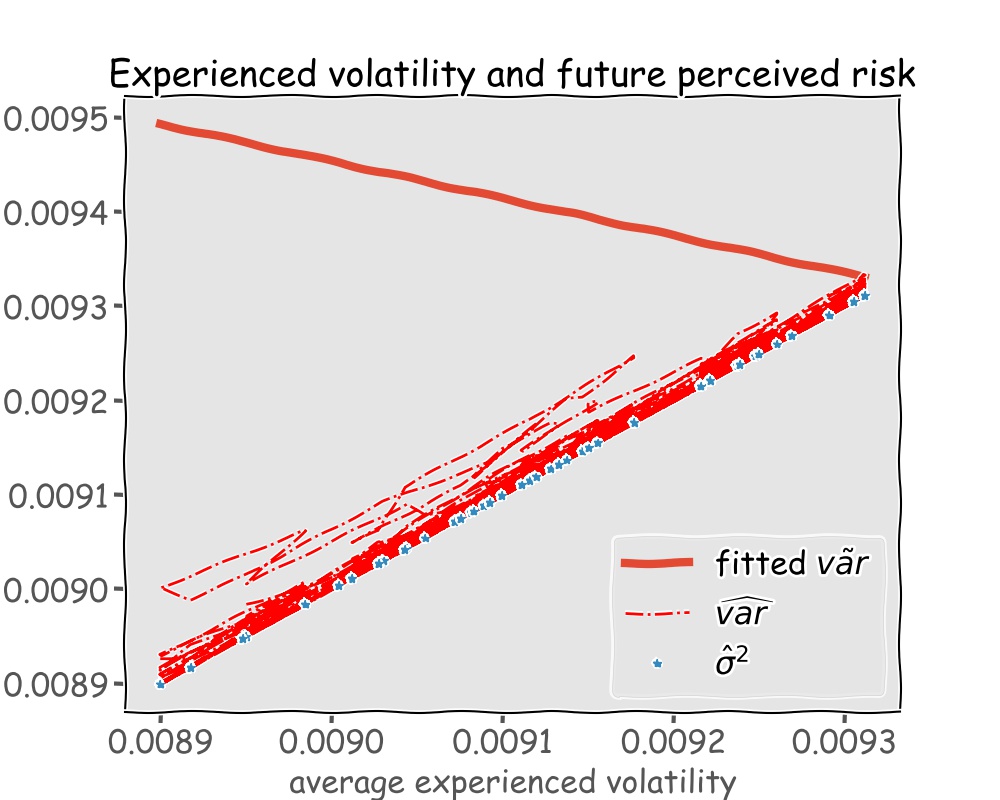 Experienced volatility and future perceived risk
0.0095
0.0094
0.0093
0.0092
0.0091
0.0090
0.0089
fitted vãr
v̂ar
σ̂²
0.0089 0.0090 0.0091 0.0092 0.0093
average experienced volatility